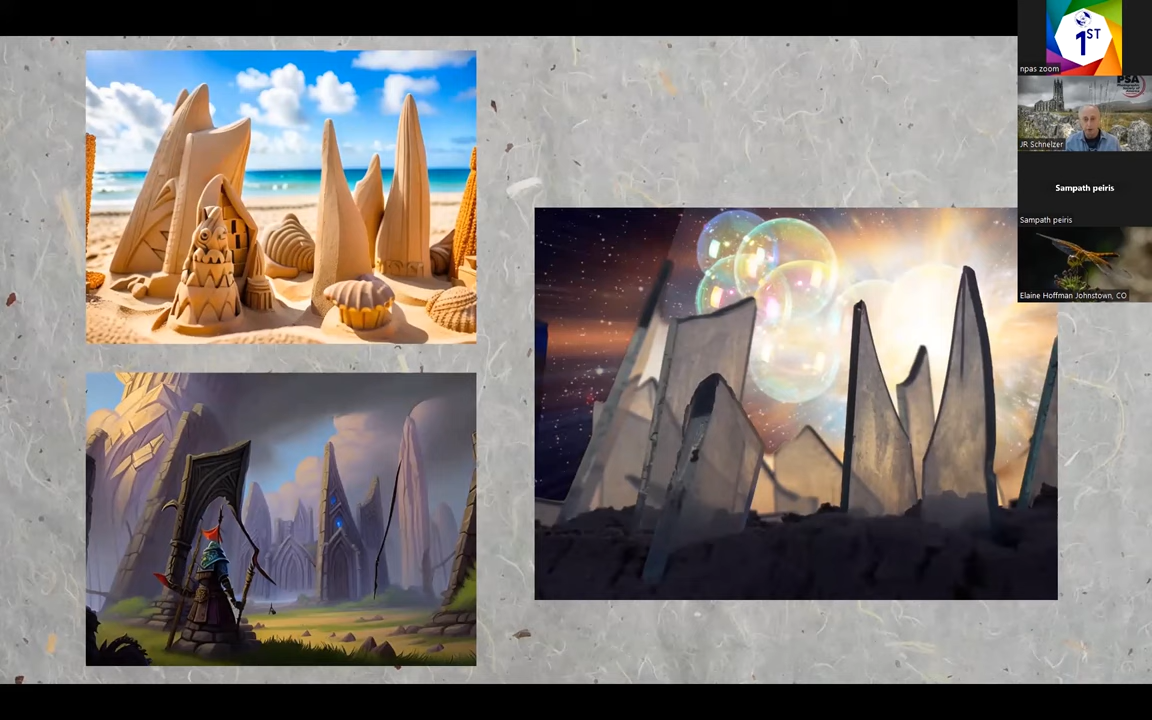 1ST
npas zoom
PSA
JR Schnelzer
Sampath peiris
Sampath peiris
Elaine Hoffman Johnstown, CO